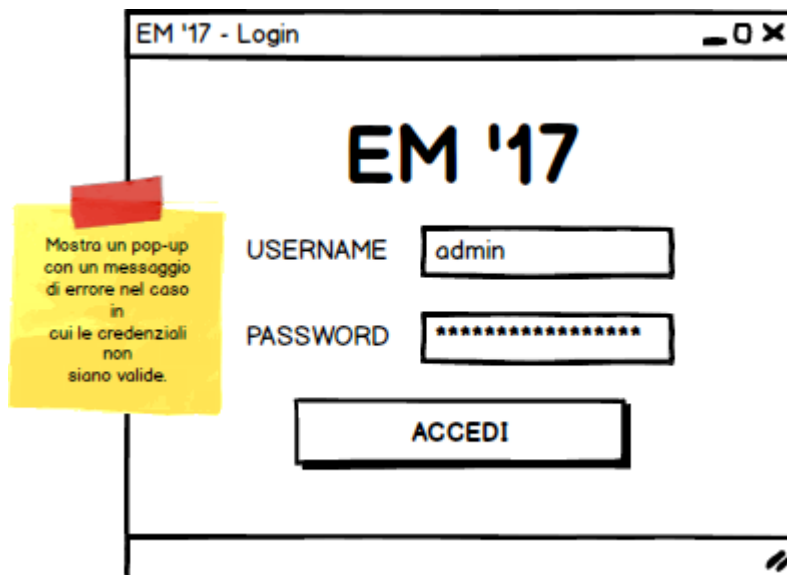 EM '17 - Login
EM '17
Mostra un pop-up
con un messaggio
di errore nel caso
in
cui le credenziali
non
siano valide.
USERNAME
admin
PASSWORD
*****************
ACCEDI